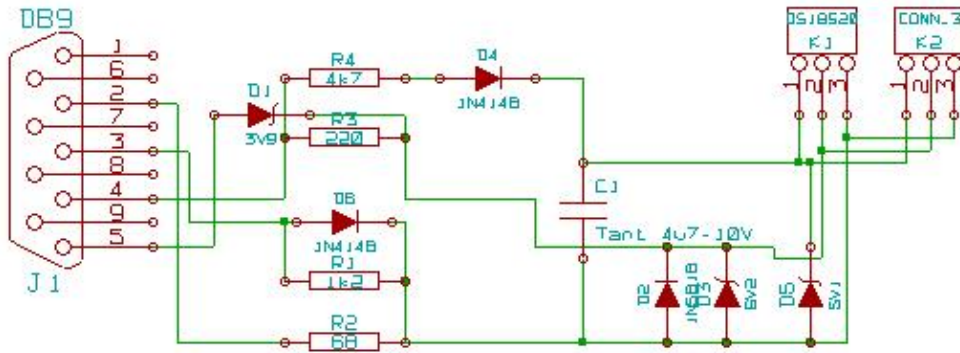 DB9
1
6
2
7
3
8
4
9
5
J1
D1
3V9
R4
4k7
R3
220
D4
1N4148
D6
1N4148
R1
1k2
R2
68
C1
Tant 4u7-10V
D2
1N5818
D3
6V2
D5
5V1
DS18S20
K1
1
2
3
CONN_3
K2
1
2
3